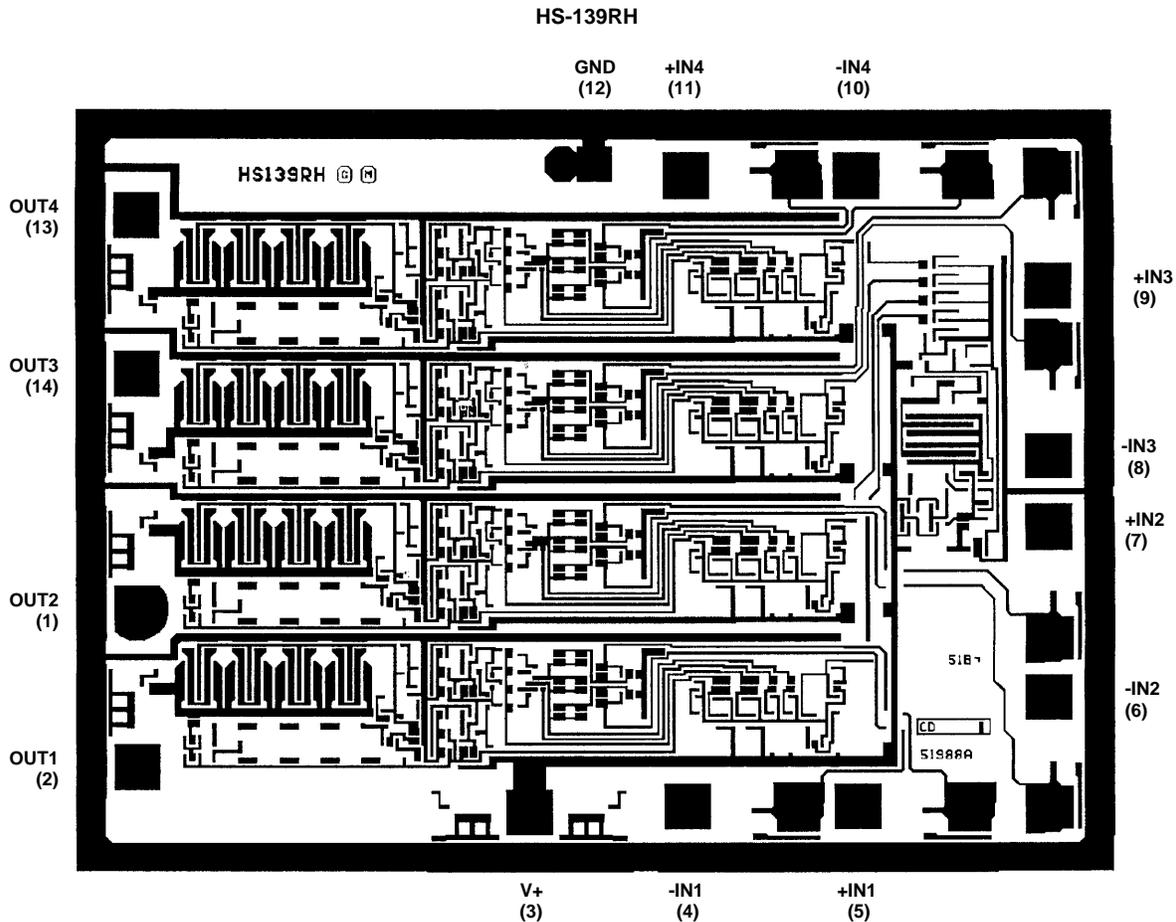 HS-139RH
GND
(12)
+IN4
(11)
-IN4
(10)
HS139RH G M
OUT4
(13)
+IN3
(9)
OUT3
(14)
-IN3
(8)
+IN2
(7)
OUT2
(1)
-IN2
(6)
CD
51988A
OUT1
(2)
V+
(3)
-IN1
(4)
+IN1
(5)